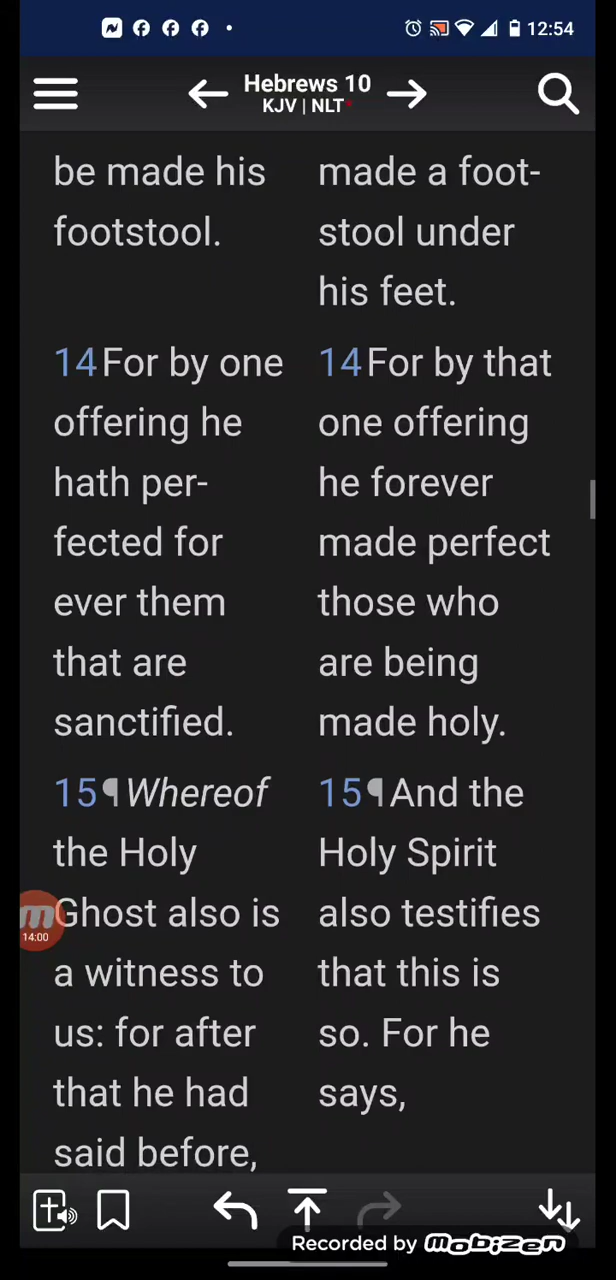 12:54
Hebrews 10
KJV | NLT*
be made his
footstool.
14 For by one
offering he
hath per-
fected for
ever them
that are
sanctified.
15 ¶ Whereof
the Holy
Ghost also is
a witness to
us: for after
that he had
said before,
made a foot-
stool under
his feet.
14 For by that
one offering
he forever
made perfect
those who
are being
made holy.
15 ¶ And the
Holy Spirit
also testifies
that this is
so. For he
says,
m
14:00
Recorded by mobizen